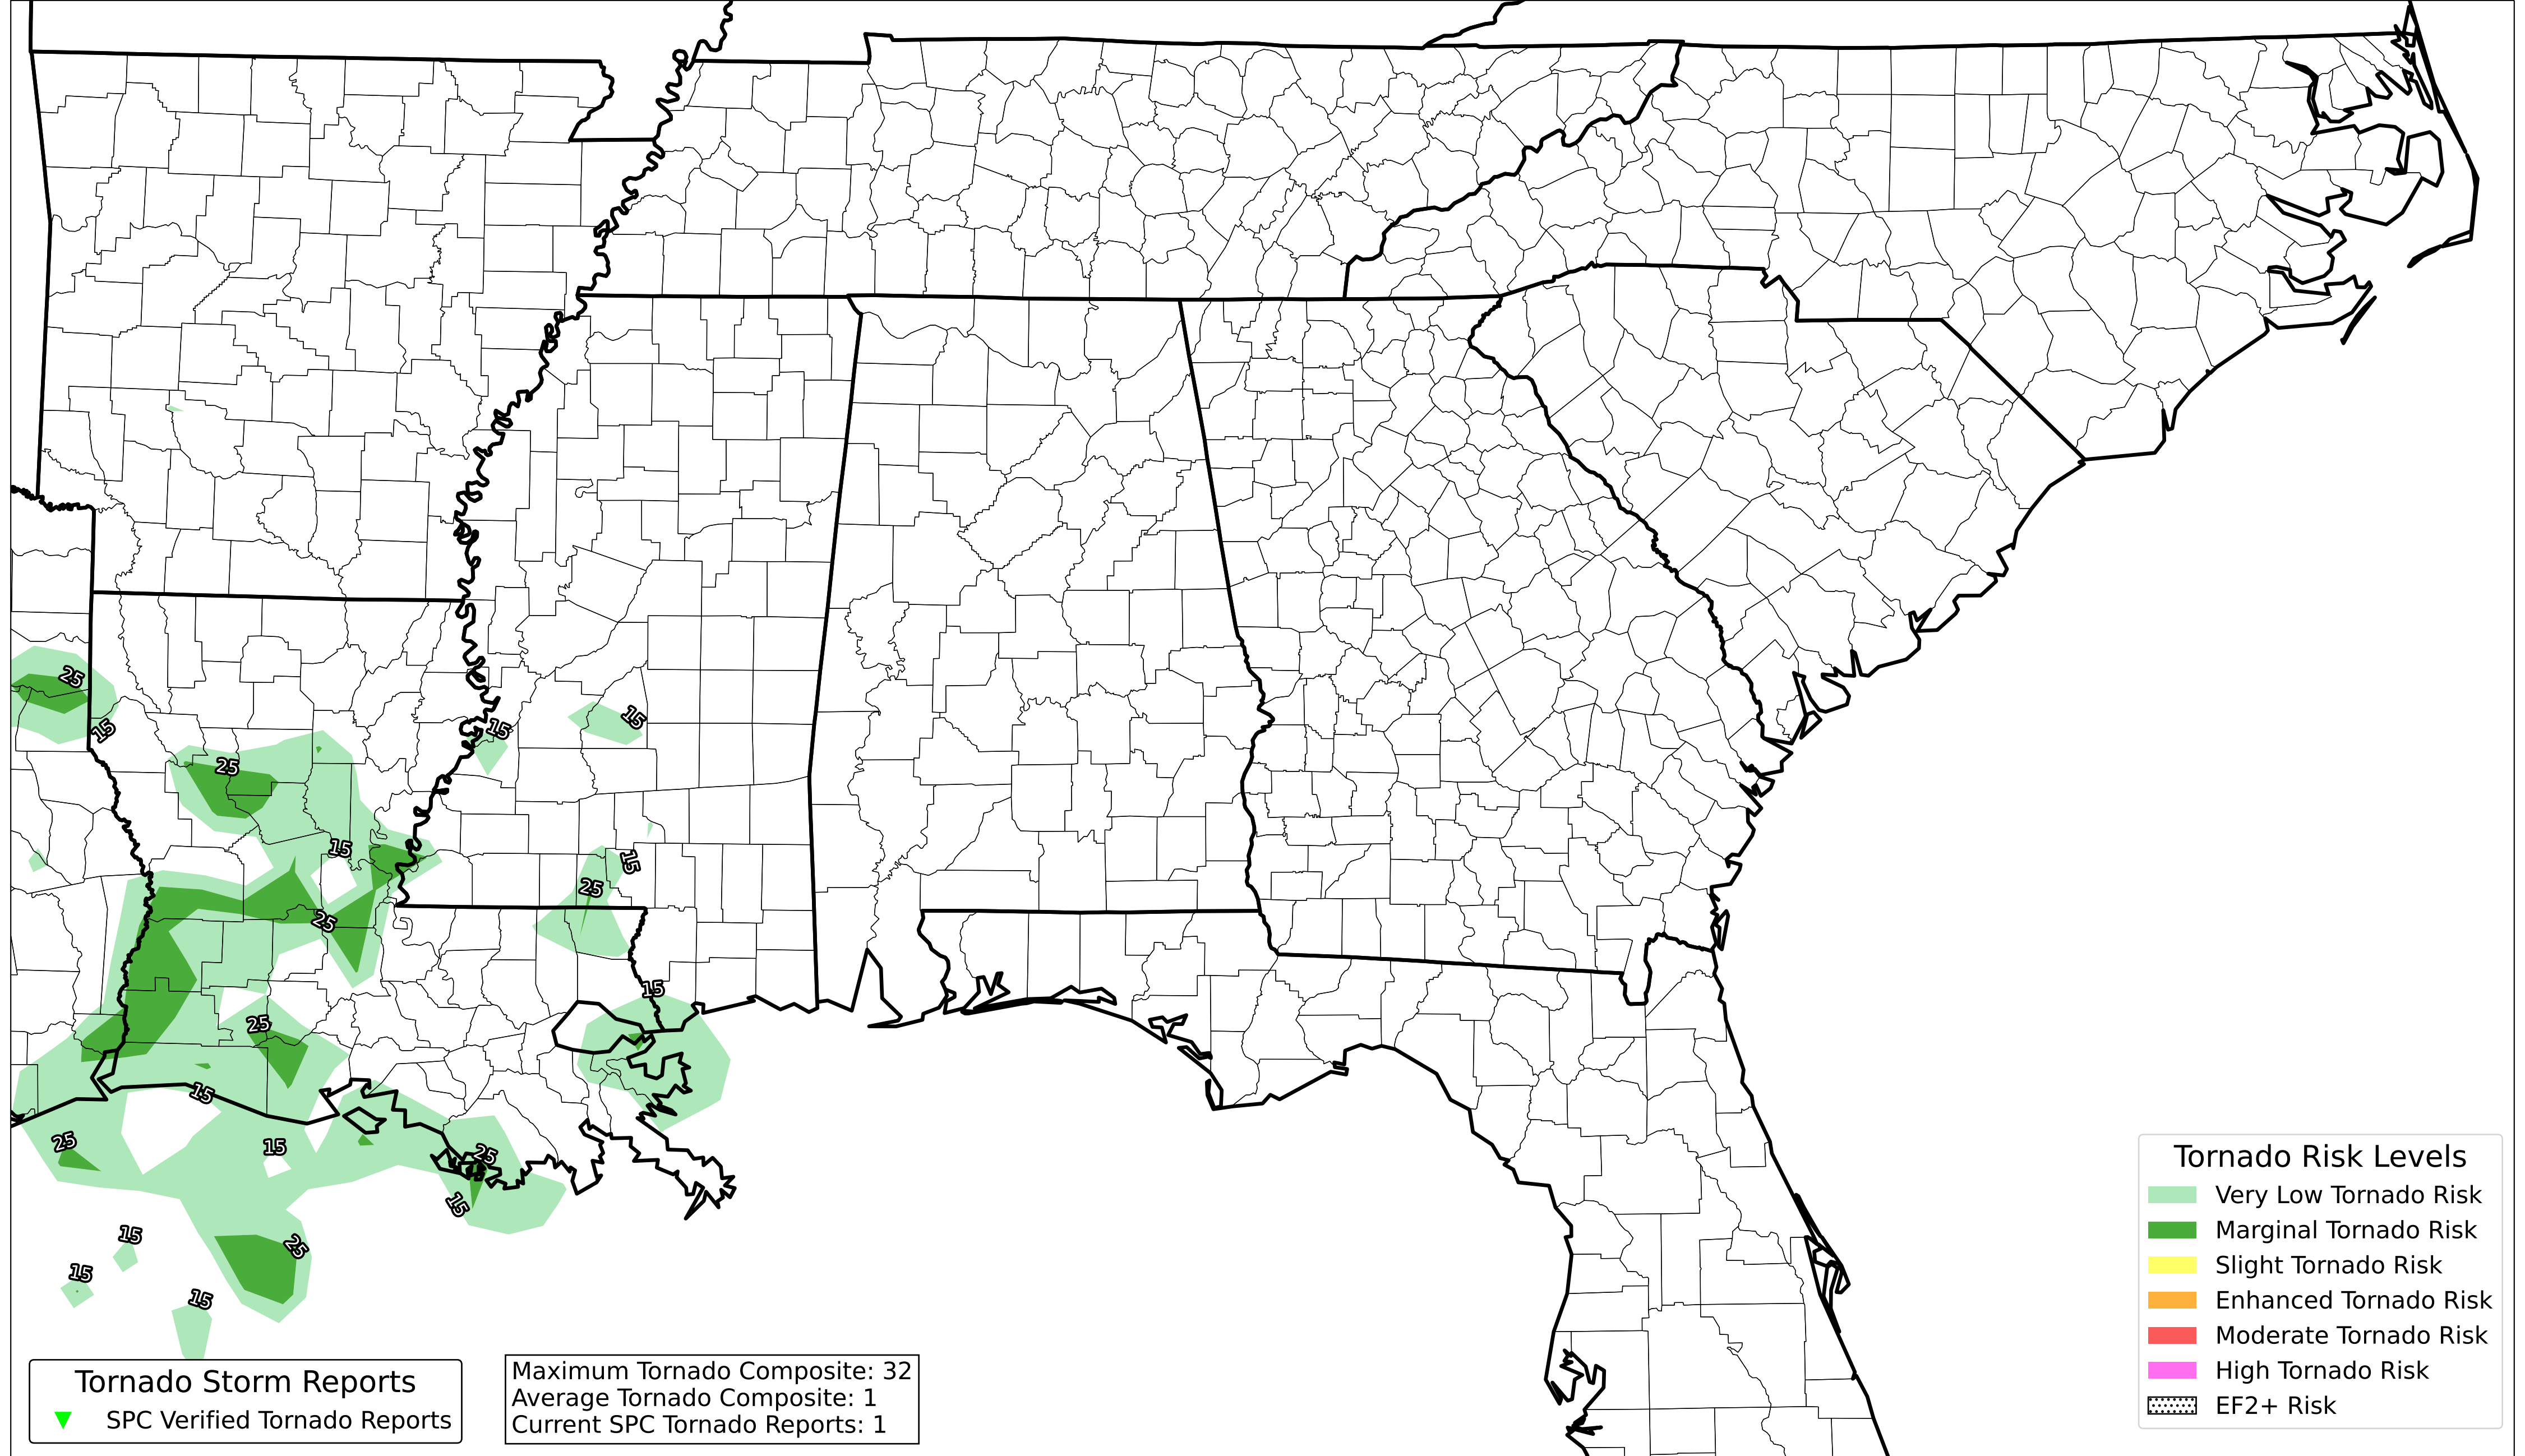 25
15
15
15
25
15
15
25
25
15
25
15
25
15
15
25
25
15
15
25
15
15
Tornado Storm Reports
SPC Verified Tornado Reports
Maximum Tornado Composite: 32
Average Tornado Composite: 1
Current SPC Tornado Reports: 1
Tornado Risk Levels
Very Low Tornado Risk
Marginal Tornado Risk
Slight Tornado Risk
Enhanced Tornado Risk
Moderate Tornado Risk
High Tornado Risk
EF2+ Risk